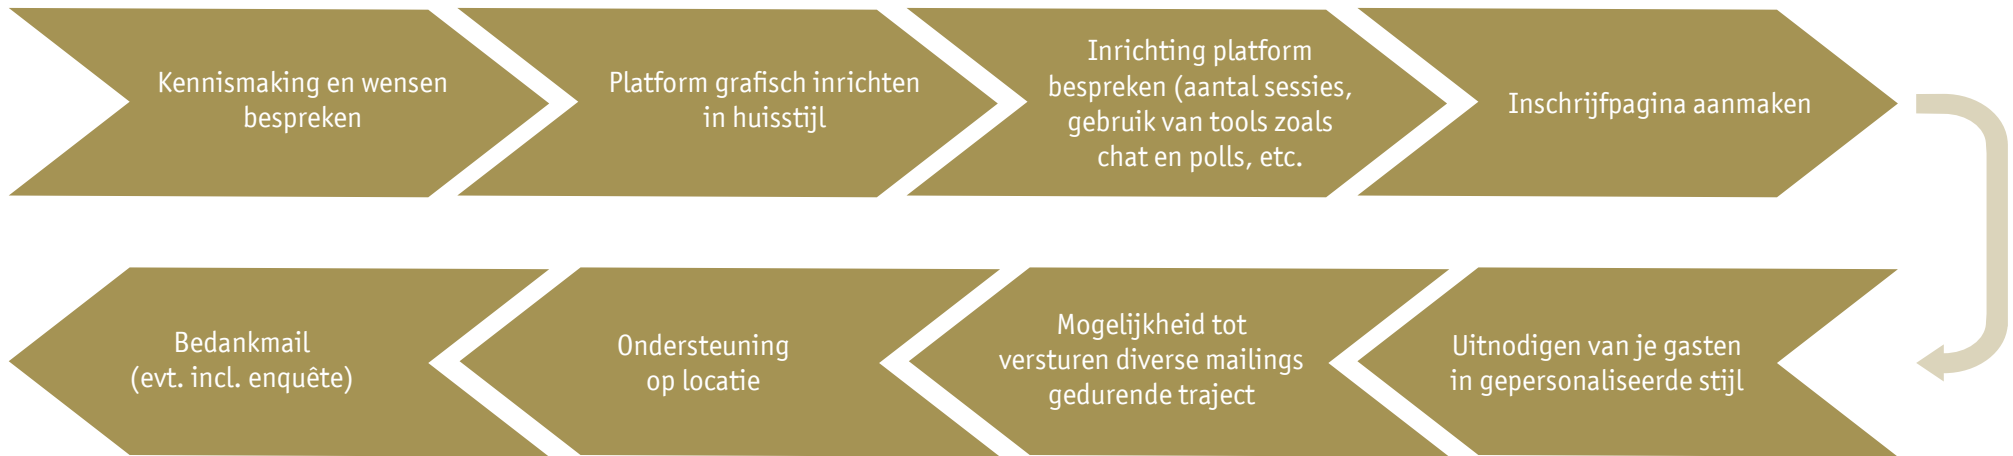 Kennismaking en wensen
bespreken
Platform grafisch inrichten
in huisstijl
Inrichting platform
bespreken (aantal sessies,
gebruik van tools zoals
chat en polls, etc.
Inschrijfpagina aanmaken
Uitnodigen van je gasten
in gepersonaliseerde stijl
Mogelijkheid tot
versturen diverse mailings
gedurende traject
Ondersteuning
op locatie
Bedankmail
(evt. incl. enquête)